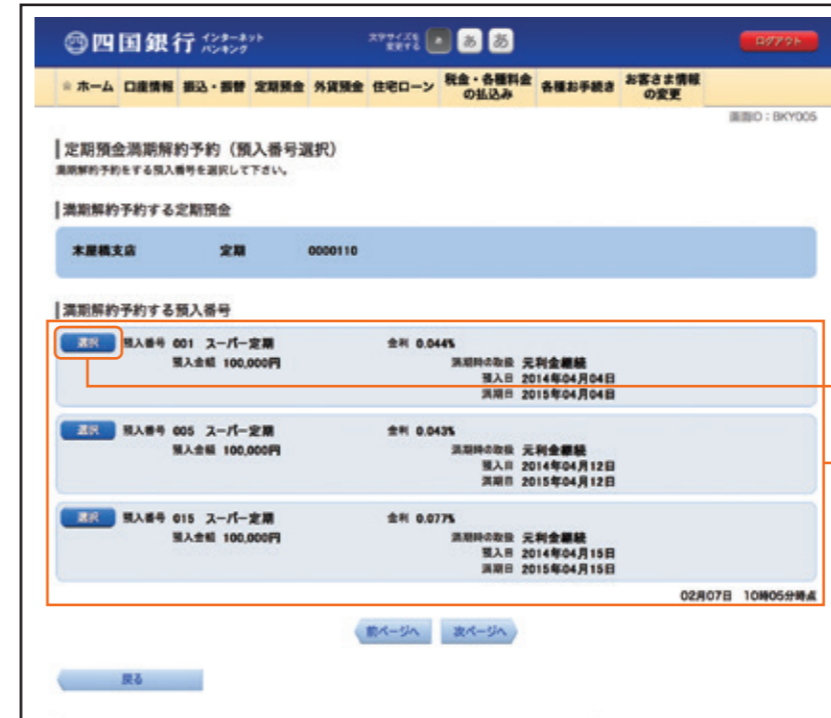 四国銀行 インターネットバンキング 文字サイズを変更する あ あ あ ログアウト
ホーム 口座情報 振込・振替 定期預金 外貨預金 住宅ローン 税金・各種料金の払込み 各種お手続き お客さま情報の変更
画面ID：BKY005
定期預金満期解約予約（預入番号選択）
満期解約予約をする預入番号を選択して下さい。
満期解約予約する定期預金
木屋橋支店 定期 0000110
満期解約予約する預入番号
選択 預入番号 001 スーパー定期 金利 0.044%
預入金額 100,000円 満期時の取扱 元利金継続
預入日 2014年04月04日
満期日 2015年04月04日
選択 預入番号 005 スーパー定期 金利 0.043%
預入金額 100,000円 満期時の取扱 元利金継続
預入日 2014年04月12日
満期日 2015年04月12日
選択 預入番号 015 スーパー定期 金利 0.077%
預入金額 100,000円 満期時の取扱 元利金継続
預入日 2014年04月15日
満期日 2015年04月15日
02月07日 10時05分時点
前ページへ 次ページへ
戻る